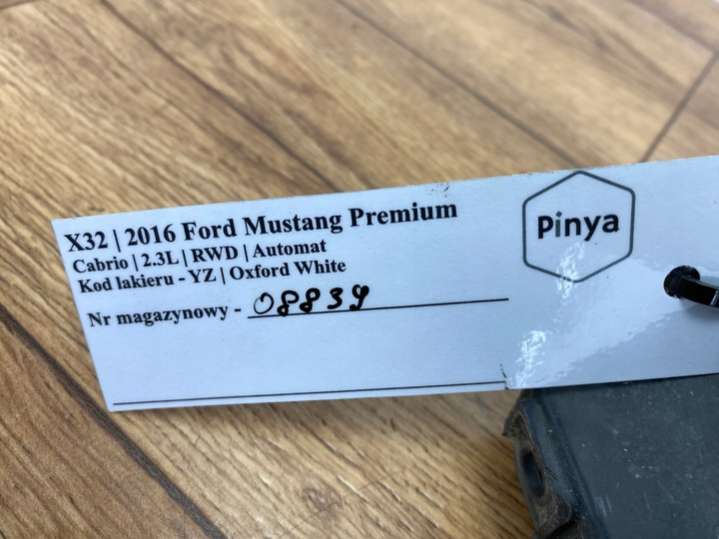 X32 | 2016 Ford Mustang Premium
Cabrio | 2.3L | RWD | Automat
Kod lakieru - YZ | Oxford White
Nr magazynowy - 08839
Pinya